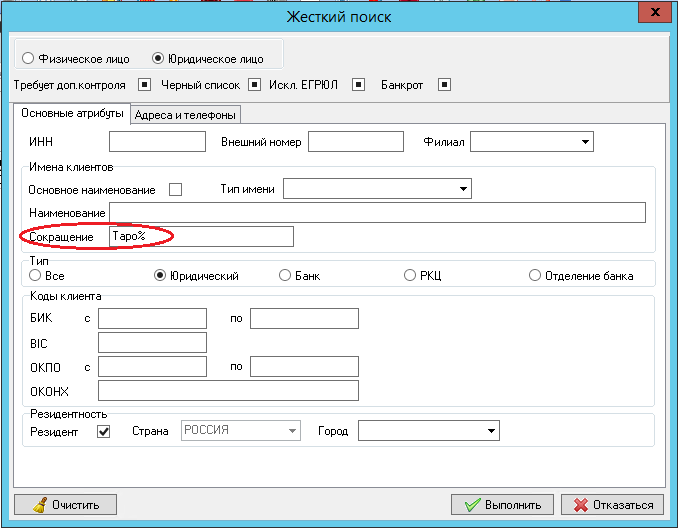 Жесткий поиск
x
Физическое лицо Юридическое лицо
Требует доп.контроля Черный список Искл. ЕГРЮЛ Банкрот
Основные атрибуты Адреса и телефоны
ИНН Внешний номер Филиал
Имена клиентов
Основное наименование Тип имени
Наименование
Сокращение Таро%
Тип
Все Юридический Банк РКЦ Отделение банка
Коды клиента
БИК с по
BIC
ОКПО с по
ОКОНХ
Резидентность
Резидент Страна РОССИЯ Город
Очистить Выполнить Отказаться